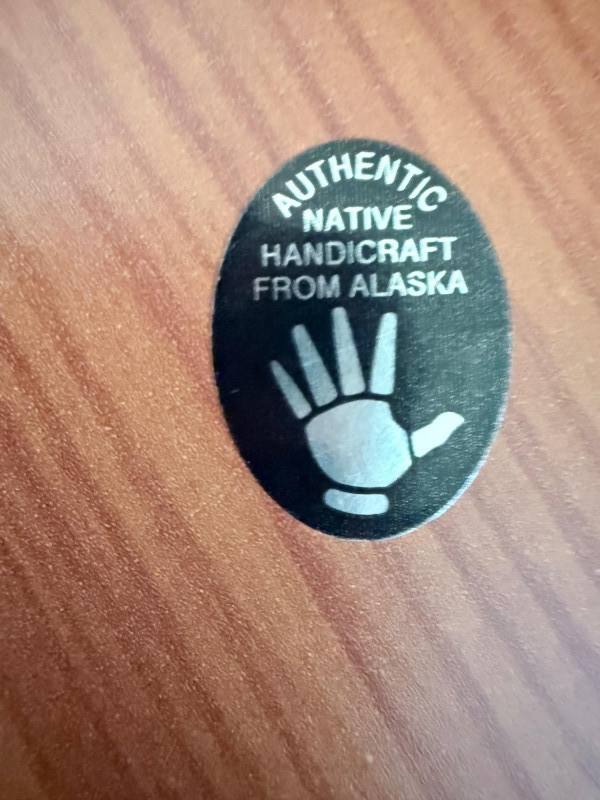 AUTHENTIC
NATIVE
HANDICRAFT
FROM ALASKA